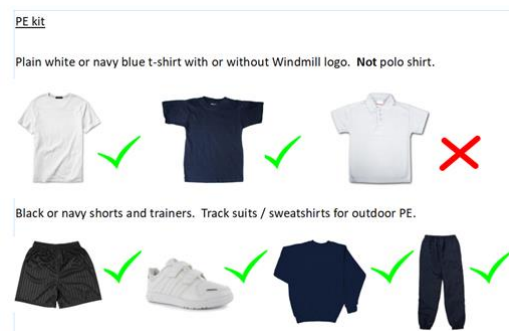 PE kit
Plain white or navy blue t-shirt with or without Windmill logo.  Not polo shirt.
Black or navy shorts and trainers.  Track suits / sweatshirts for outdoor PE.